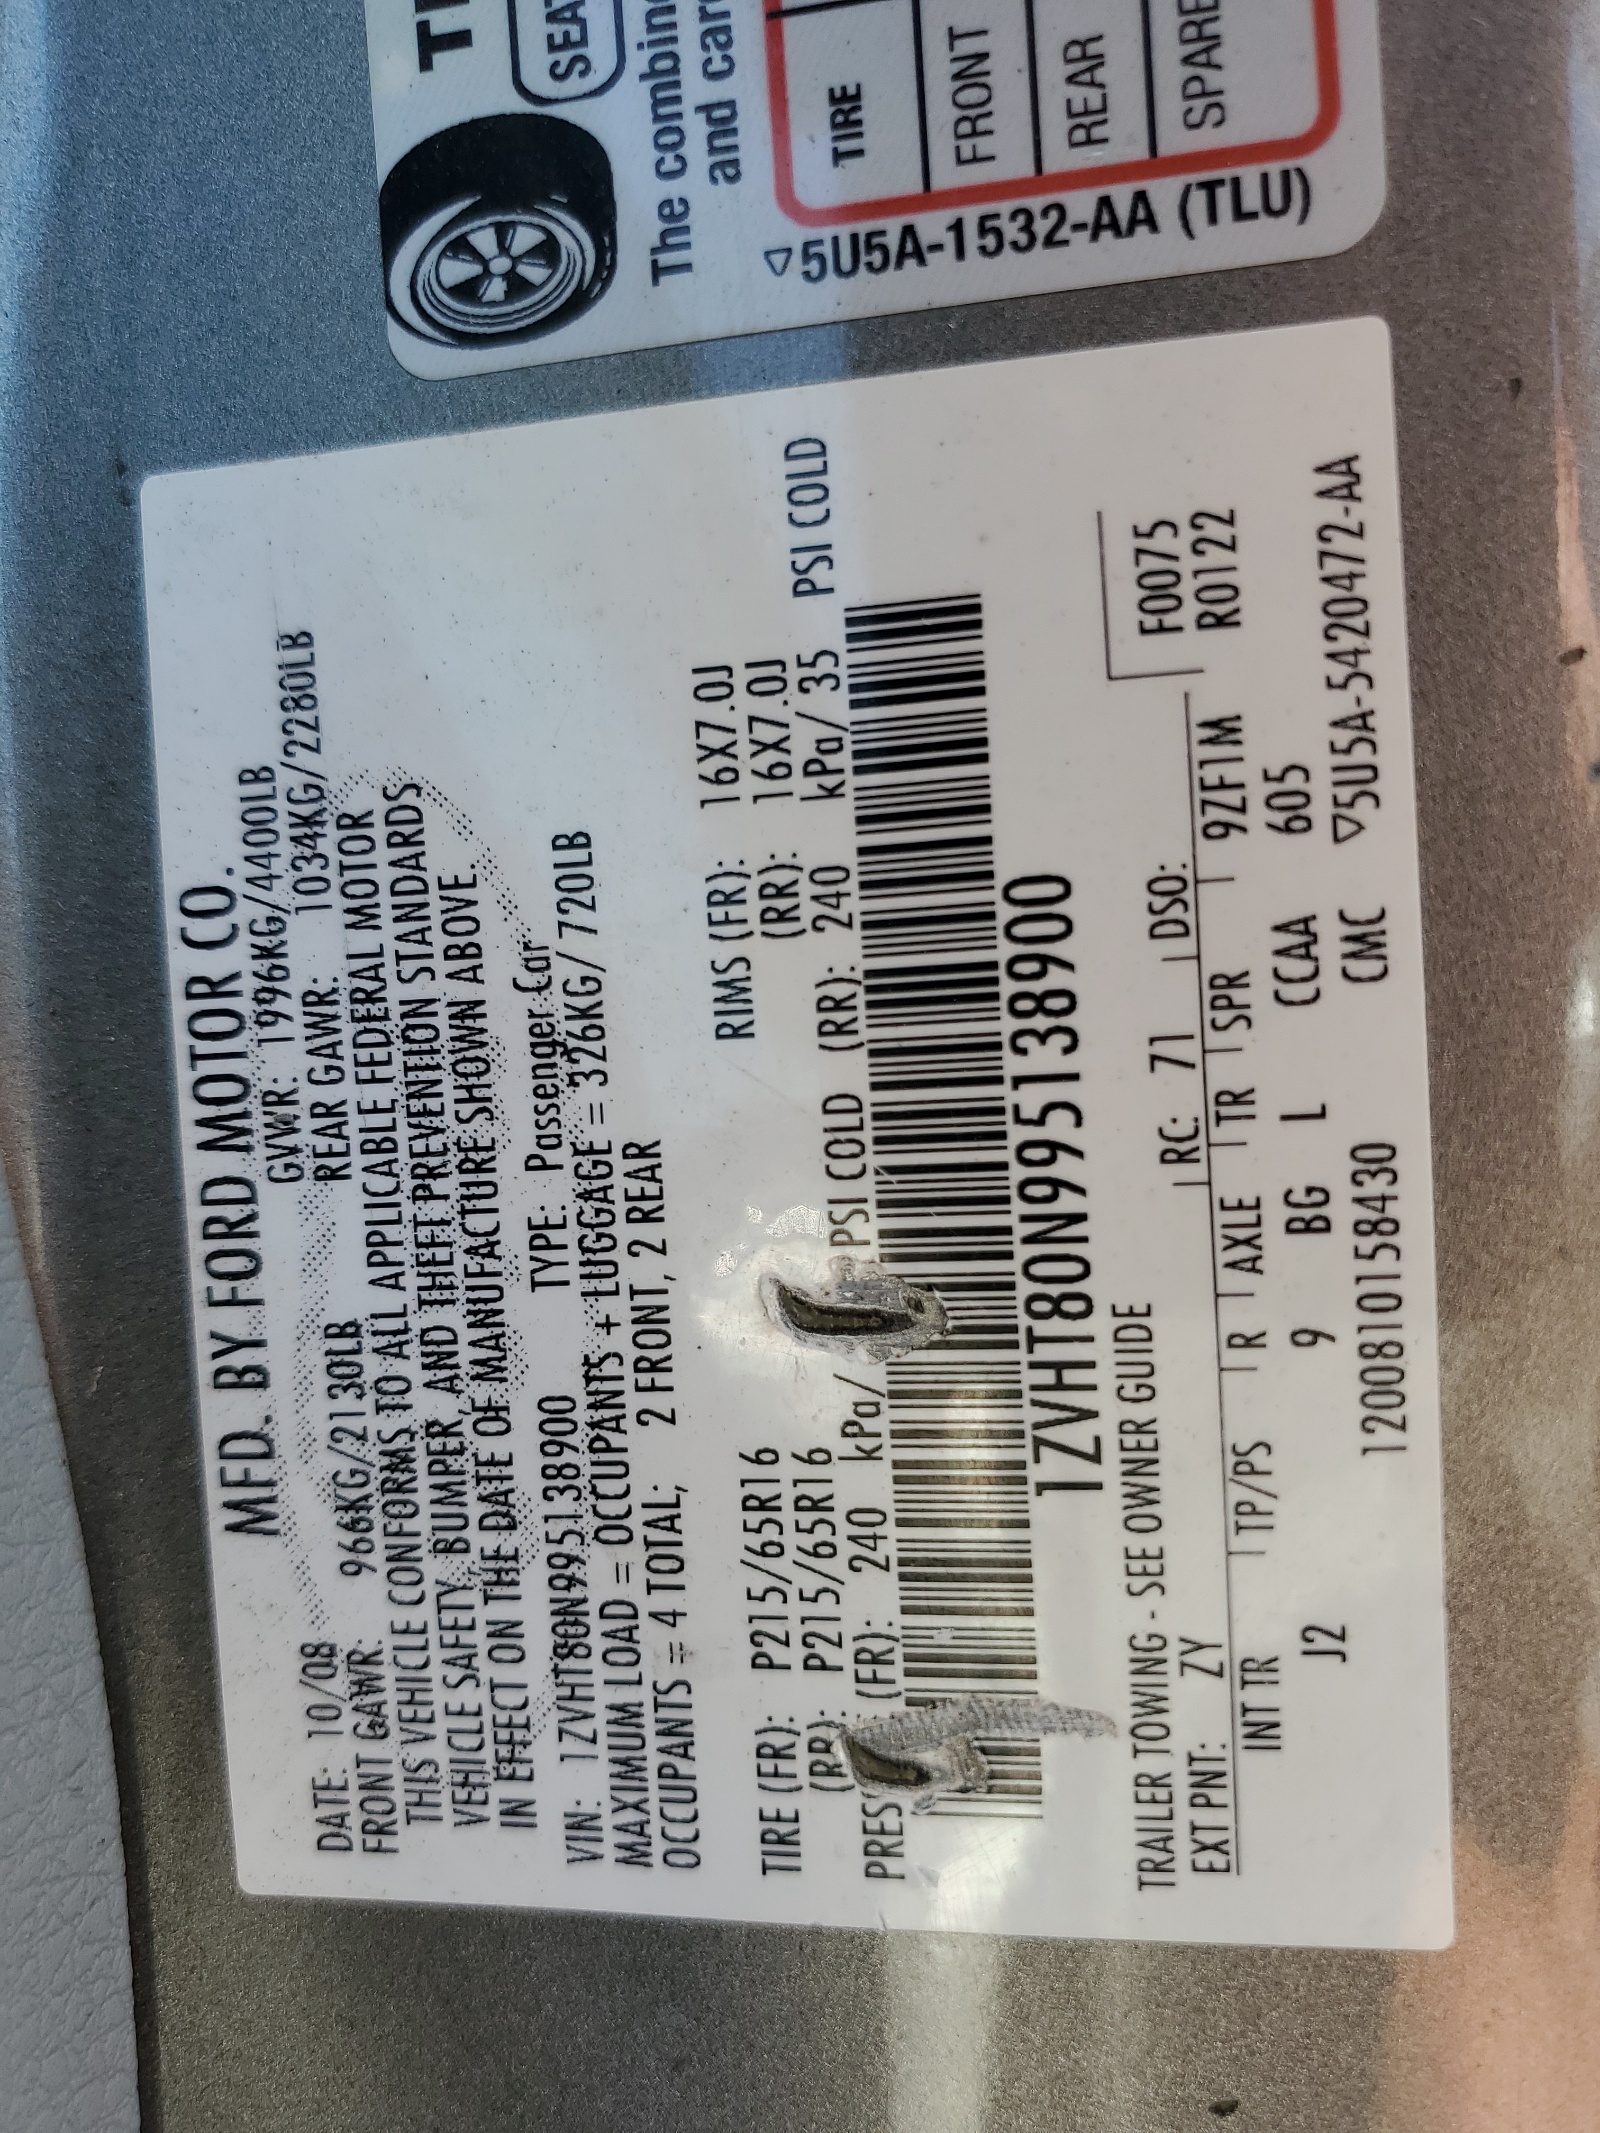 MFD. BY FORD MOTOR CO.
DATE: 10/08 GVWR: 1996KG/4400LB
FRONT GAWR: 966KG/2130LB REAR GAWR: 1034KG/2280LB
THIS VEHICLE CONFORMS TO ALL APPLICABLE FEDERAL MOTOR
VEHICLE SAFETY, BUMPER, AND THEFT PREVENTION STANDARDS
IN EFFECT ON THE DATE OF MANUFACTURE SHOWN ABOVE.
VIN: 1ZVHT80N995138900 TYPE: Passenger Car
MAXIMUM LOAD = OCCUPANTS + LUGGAGE = 326KG/720LB
OCCUPANTS = 4 TOTAL; 2 FRONT, 2 REAR
TIRE (FR): P215/65R16 RIMS (FR): 16X7.0J
(RR): P215/65R16 (RR): 16X7.0J
PRES (FR): 240 kPa/ PSI COLD (RR): 240 kPa/ 35 PSI COLD
1ZVHT80N995138900
TRAILER TOWING - SEE OWNER GUIDE
EXT PNT: ZY RC: 71 DSO: F0075
R0122
INT TR TP/PS R AXLE TR SPR 9ZF1M
J2 9 BG L CCAA 605
120081015158430 CMC ▽5U5A-5420472-AA
TI
SEAT
The combine
and carg
TIRE
FRONT
REAR
SPARE
▽5U5A-1532-AA (TLU)